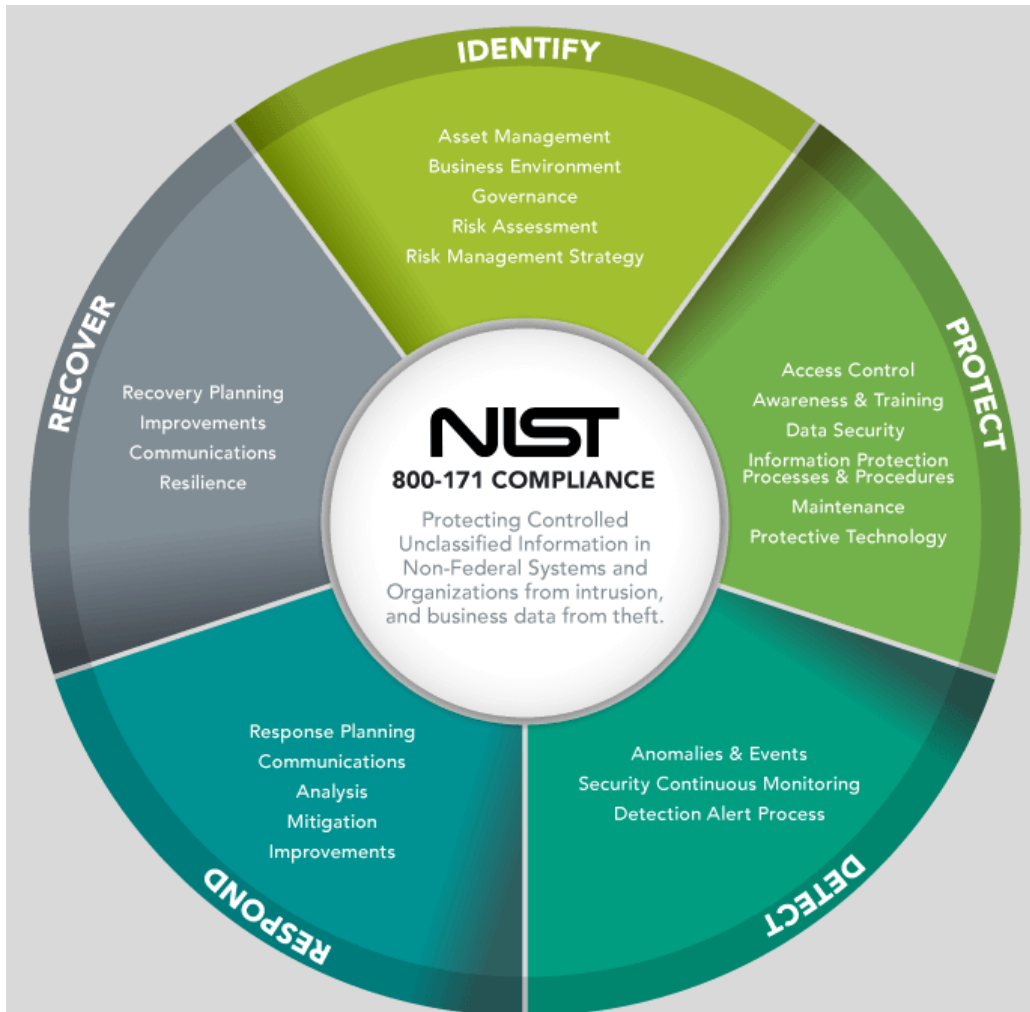 IDENTIFY
Asset Management
Business Environment
Governance
Risk Assessment
Risk Management Strategy
PROTECT
Access Control
Awareness & Training
Data Security
Information Protection
Processes & Procedures
Maintenance
Protective Technology
DETECT
Anomalies & Events
Security Continuous Monitoring
Detection Alert Process
RESPOND
Response Planning
Communications
Analysis
Mitigation
Improvements
RECOVER
Recovery Planning
Improvements
Communications
Resilience
NIST
800-171 COMPLIANCE
Protecting Controlled
Unclassified Information in
Non-Federal Systems and
Organizations from intrusion,
and business data from theft.